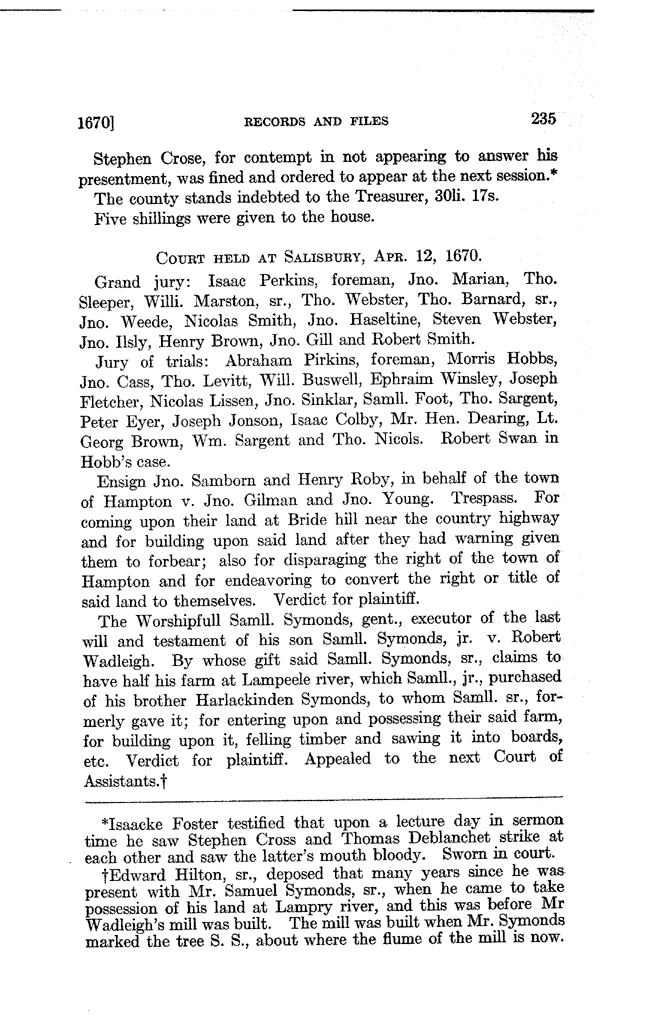 1670] RECORDS AND FILES 235
Stephen Crose, for contempt in not appearing to answer his
presentment, was fined and ordered to appear at the next session.*
The county stands indebted to the Treasurer, 30li. 17s.
Five shillings were given to the house.
COURT HELD AT SALISBURY, APR. 12, 1670.
Grand jury: Isaac Perkins, foreman, Jno. Marian, Tho.
Sleeper, Willi. Marston, sr., Tho. Webster, Tho. Barnard, sr.,
Jno. Weede, Nicolas Smith, Jno. Haseltine, Steven Webster,
Jno. Ilsly, Henry Brown, Jno. Gill and Robert Smith.
Jury of trials: Abraham Pirkins, foreman, Morris Hobbs,
Jno. Cass, Tho. Levitt, Will. Buswell, Ephraim Winsley, Joseph
Fletcher, Nicolas Lissen, Jno. Sinklar, Samll. Foot, Tho. Sargent,
Peter Eyer, Joseph Jonson, Isaac Colby, Mr. Hen. Dearing, Lt.
Georg Brown, Wm. Sargent and Tho. Nicols. Robert Swan in
Hobb's case.
Ensign Jno. Samborn and Henry Roby, in behalf of the town
of Hampton v. Jno. Gilman and Jno. Young. Trespass. For
coming upon their land at Bride hill near the country highway
and for building upon said land after they had warning given
them to forbear; also for disparaging the right of the town of
Hampton and for endeavoring to convert the right or title of
said land to themselves. Verdict for plaintiff.
The Worshipfull Samll. Symonds, gent., executor of the last
will and testament of his son Samll. Symonds, jr. v. Robert
Wadleigh. By whose gift said Samll. Symonds, sr., claims to
have half his farm at Lampeele river, which Samll., jr., purchased
of his brother Harlackinden Symonds, to whom Samll. sr., for-
merly gave it; for entering upon and possessing their said farm,
for building upon it, felling timber and sawing it into boards,
etc. Verdict for plaintiff. Appealed to the next Court of
Assistants.†
*Isaacke Foster testified that upon a lecture day in sermon
time he saw Stephen Cross and Thomas Deblanchet strike at
each other and saw the latter's mouth bloody. Sworn in court.
†Edward Hilton, sr., deposed that many years since he was
present with Mr. Samuel Symonds, sr., when he came to take
possession of his land at Lampry river, and this was before Mr
Wadleigh's mill was built. The mill was built when Mr. Symonds
marked the tree S. S., about where the flume of the mill is now.